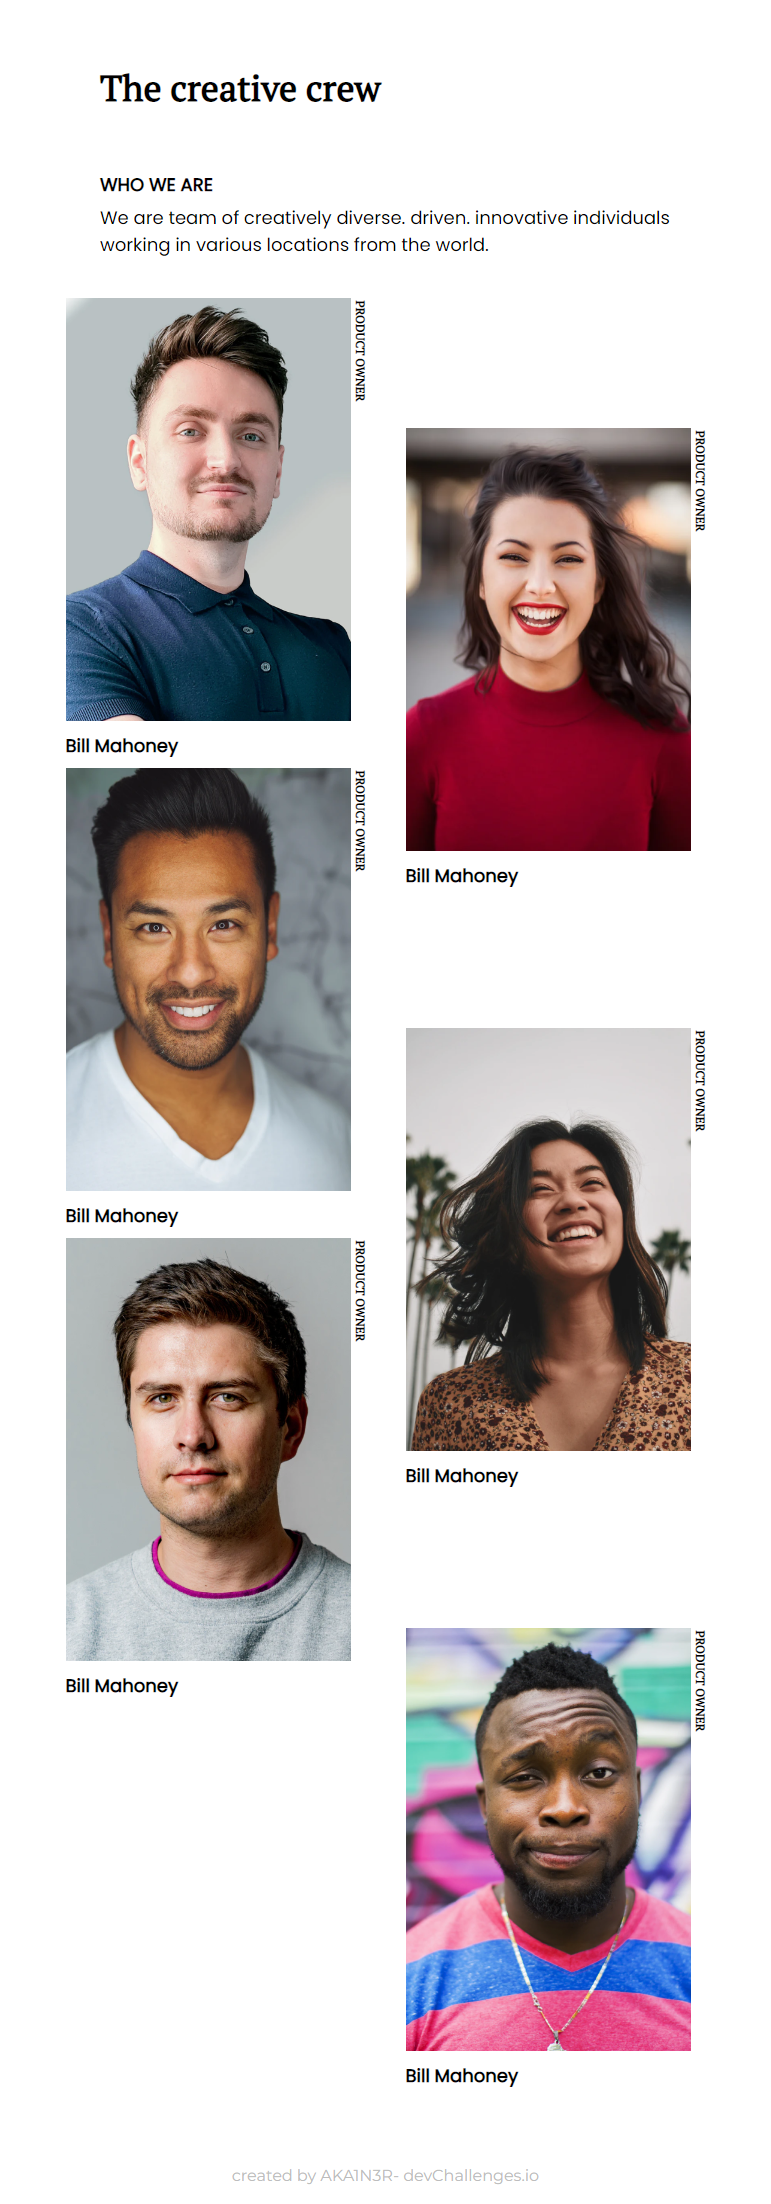 The creative crew
WHO WE ARE
We are team of creatively diverse. driven. innovative individuals
working in various locations from the world.
PRODUCT OWNER
Bill Mahoney
PRODUCT OWNER
Bill Mahoney
PRODUCT OWNER
Bill Mahoney
PRODUCT OWNER
Bill Mahoney
PRODUCT OWNER
Bill Mahoney
PRODUCT OWNER
Bill Mahoney
created by AKA1N3R- devChallenges.io